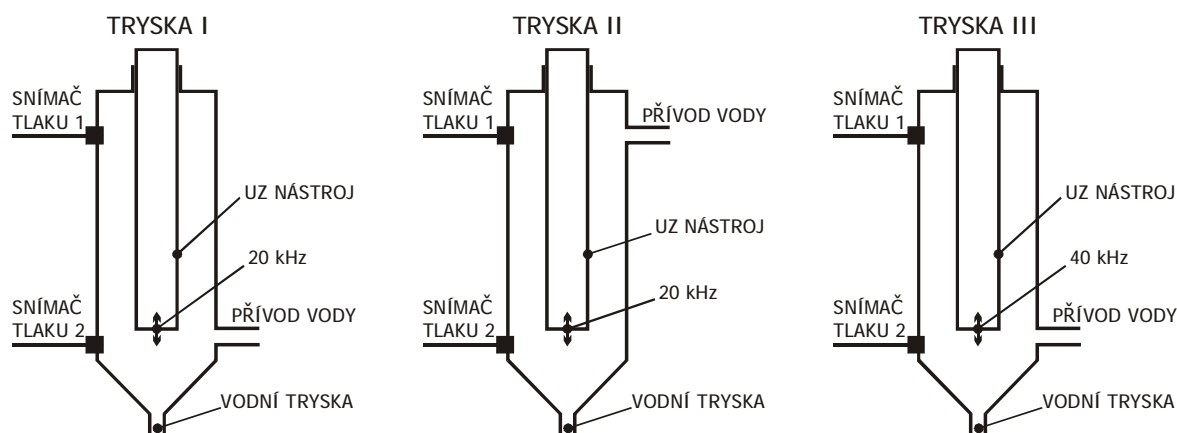 TRYSKA I
SNÍMAČ
TLAKU 1
UZ NÁSTROJ
20 kHz
SNÍMAČ
TLAKU 2
PŘÍVOD VODY
VODNÍ TRYSKA
TRYSKA II
SNÍMAČ
TLAKU 1
PŘÍVOD VODY
UZ NÁSTROJ
20 kHz
SNÍMAČ
TLAKU 2
VODNÍ TRYSKA
TRYSKA III
SNÍMAČ
TLAKU 1
UZ NÁSTROJ
40 kHz
SNÍMAČ
TLAKU 2
PŘÍVOD VODY
VODNÍ TRYSKA